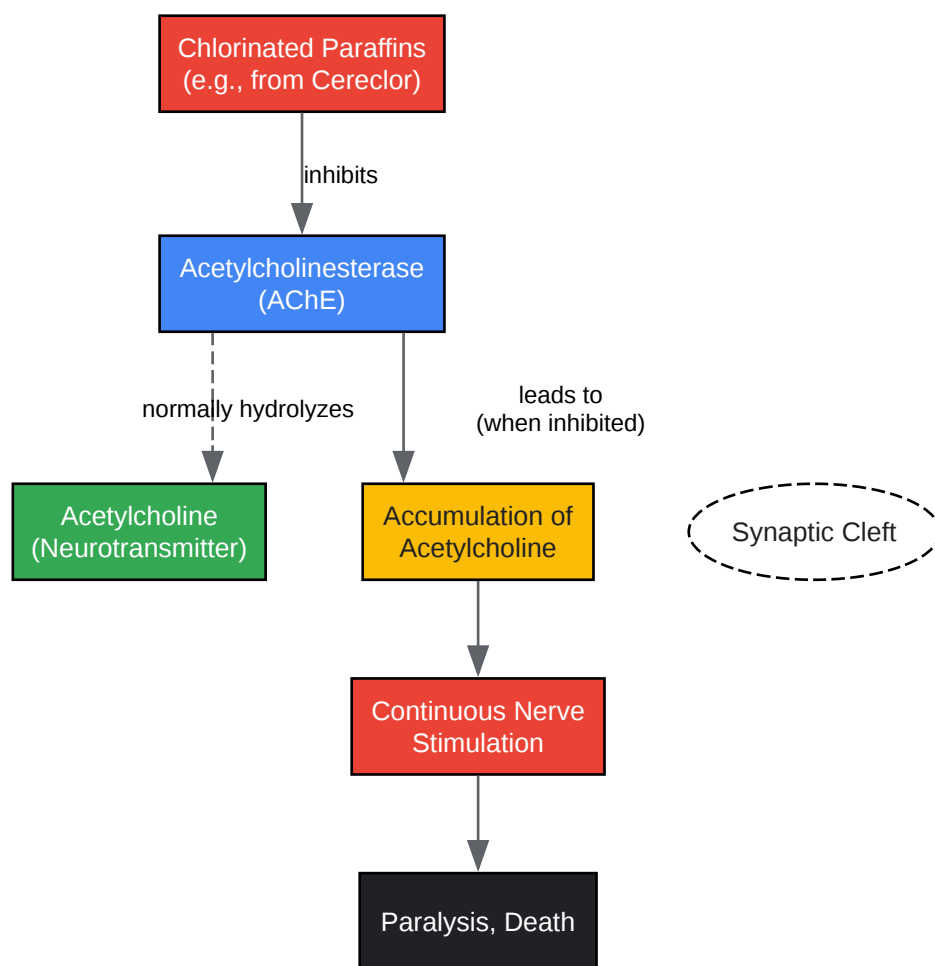 Chlorinated Paraffins
(e.g., from Cereclor)
inhibits
Acetylcholinesterase
(AChE)
normally hydrolyzes
leads to
(when inhibited)
Acetylcholine
(Neurotransmitter)
Accumulation of
Acetylcholine
Synaptic Cleft
Continuous Nerve
Stimulation
Paralysis, Death